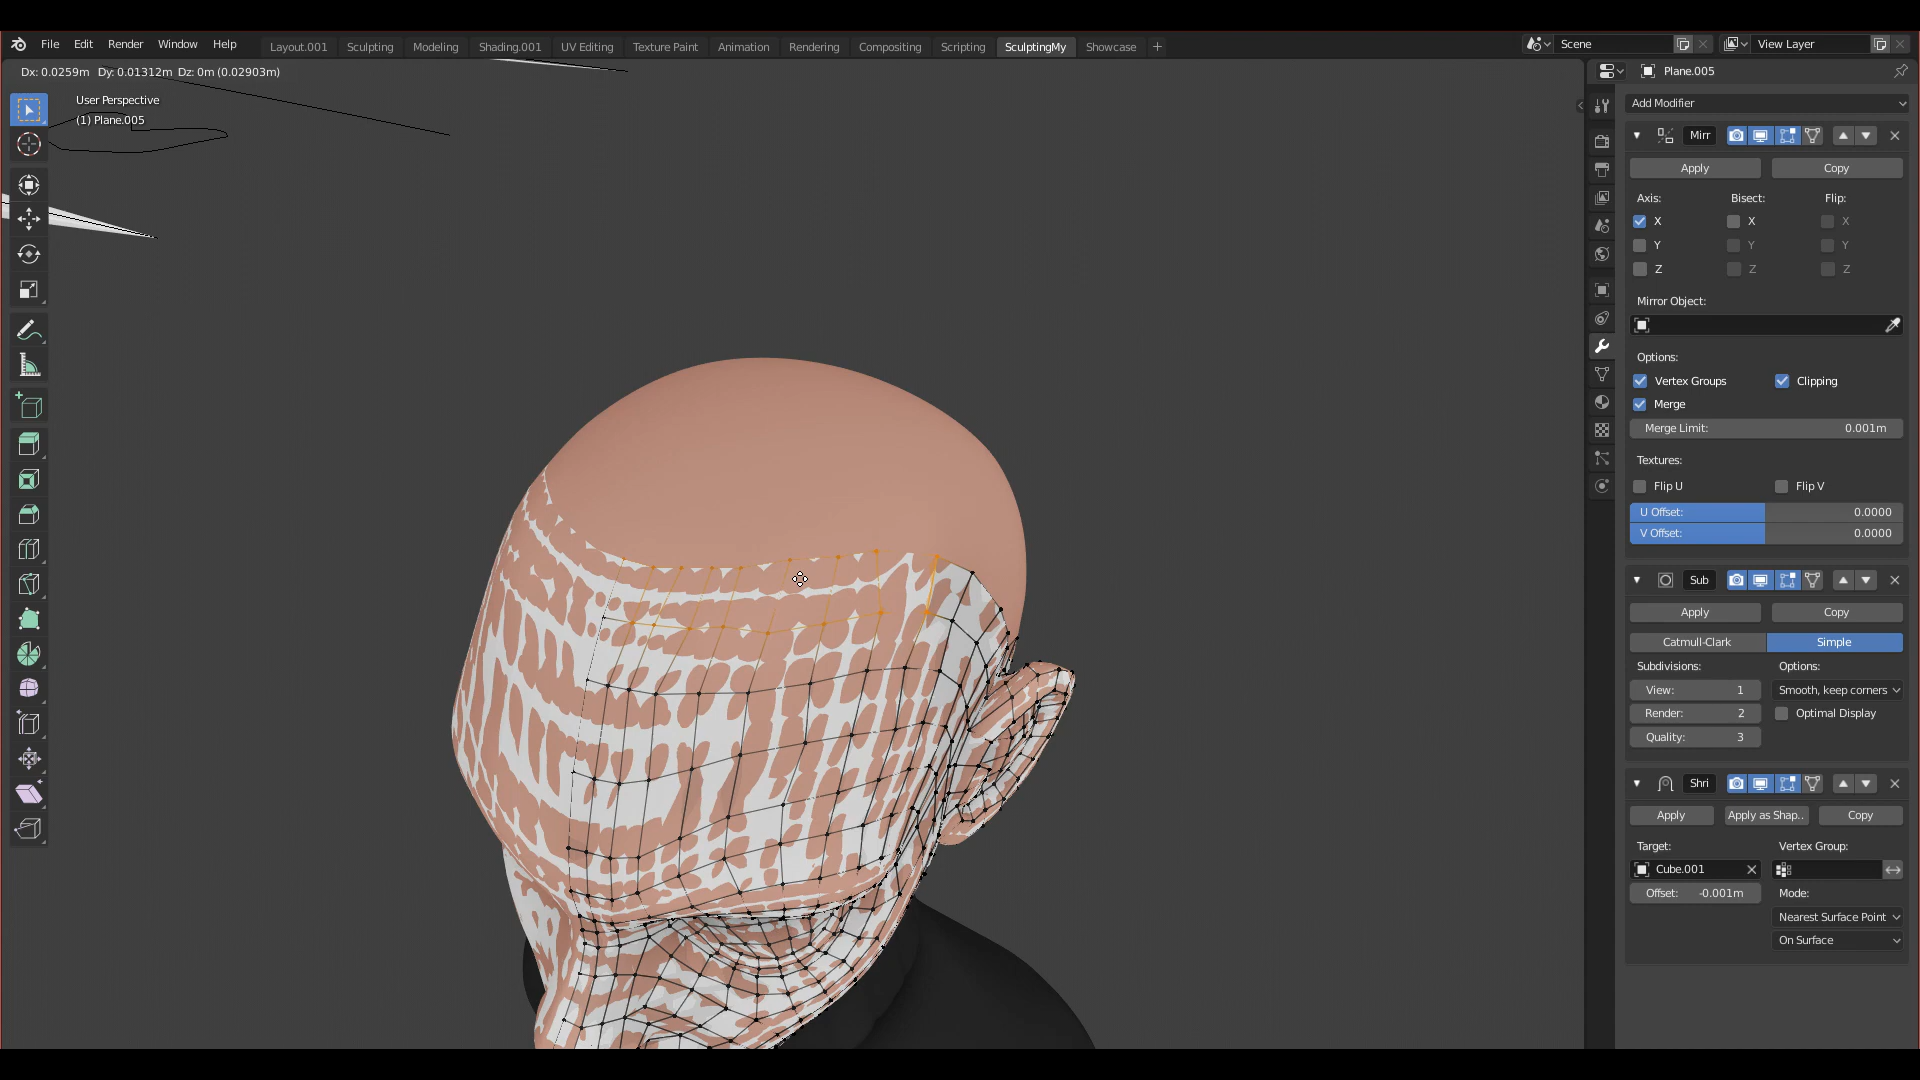 File Edit Render Window Help Layout.001 Sculpting Modeling Shading.001 UV Editing Texture Paint Animation Rendering Compositing Scripting SculptingMy Showcase + Scene View Layer
Dx: 0.0259m Dy: 0.01312m Dz: 0m (0.02903m)
Plane.005
User Perspective
(1) Plane.005
Add Modifier
Mirr
Apply Copy
Axis: Bisect: Flip:
X X X
Y Y Y
Z Z Z
Mirror Object:
Options:
Vertex Groups Clipping
Merge
Merge Limit: 0.001m
Textures:
Flip U Flip V
U Offset: 0.0000
V Offset: 0.0000
Sub
Apply Copy
Catmull-Clark Simple
Subdivisions: Options:
View: 1 Smooth, keep corners
Render: 2 Optimal Display
Quality: 3
Shri
Apply Apply as Shap.. Copy
Target: Vertex Group:
Cube.001
Offset: -0.001m Mode:
Nearest Surface Point
On Surface